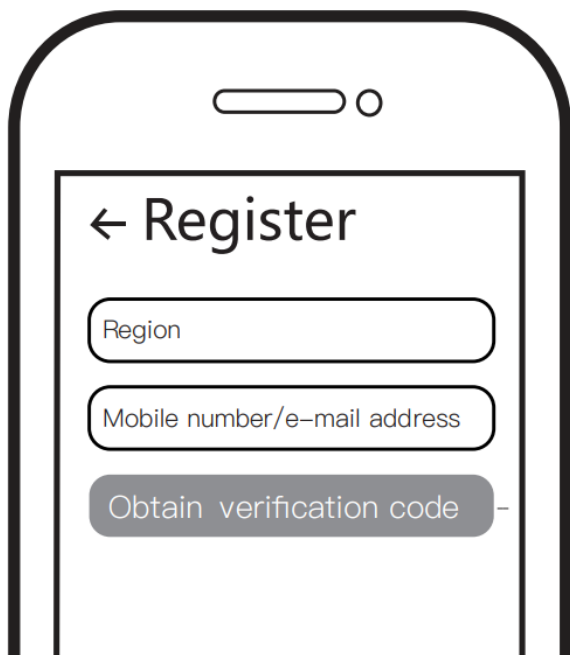 ← Register
Region
Mobile number/e-mail address
Obtain verification code